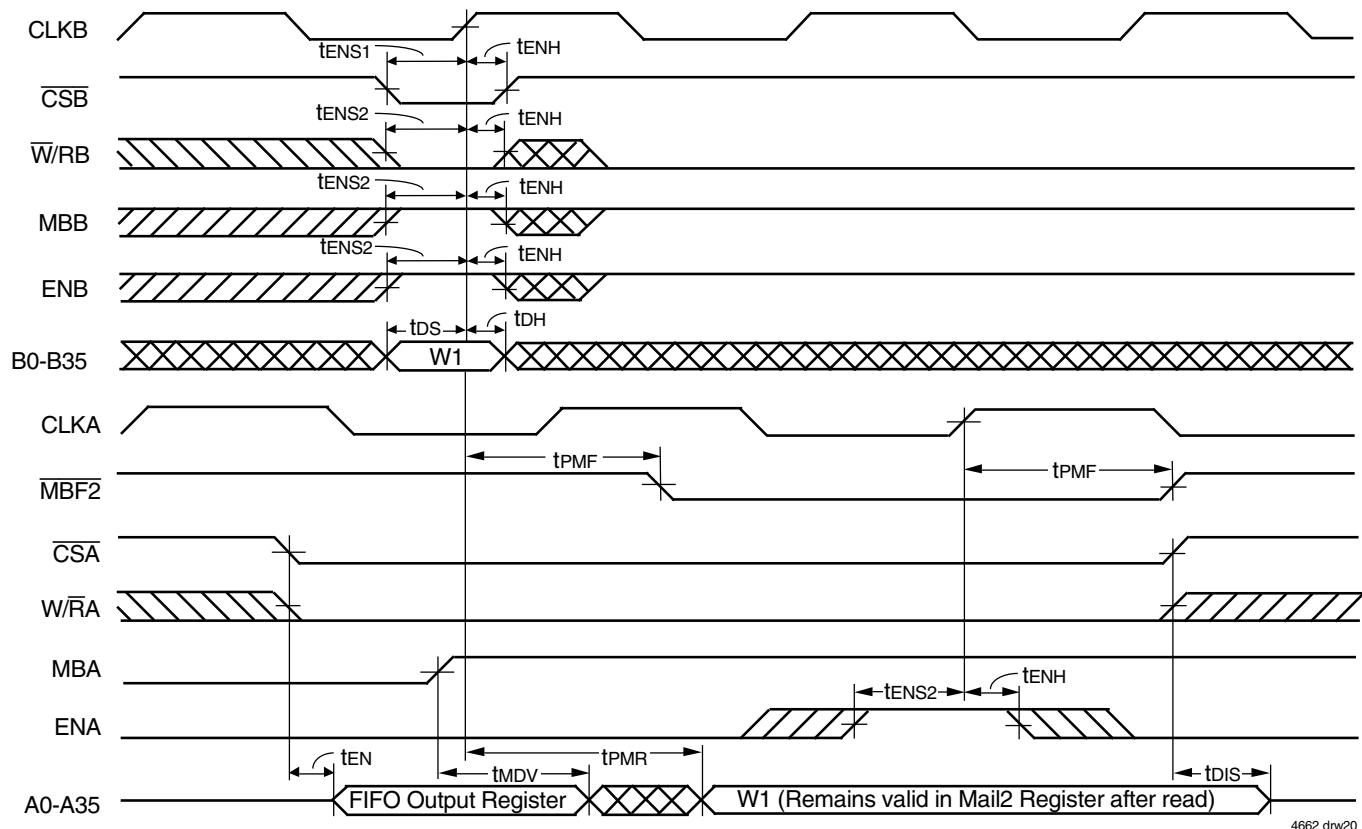 CLKB
tENS1 tENH
CSB
tENS2 tENH
W/RB
tENS2 tENH
MBB
tENS2 tENH
ENB
tDS tDH
B0-B35 W1
CLKA
tPMF tPMF
MBF2
CSA
W/RA
MBA
tENS2 tENH
ENA
tEN tMDV tPMR tDIS
A0-A35 FIFO Output Register W1 (Remains valid in Mail2 Register after read)
4662 drw20